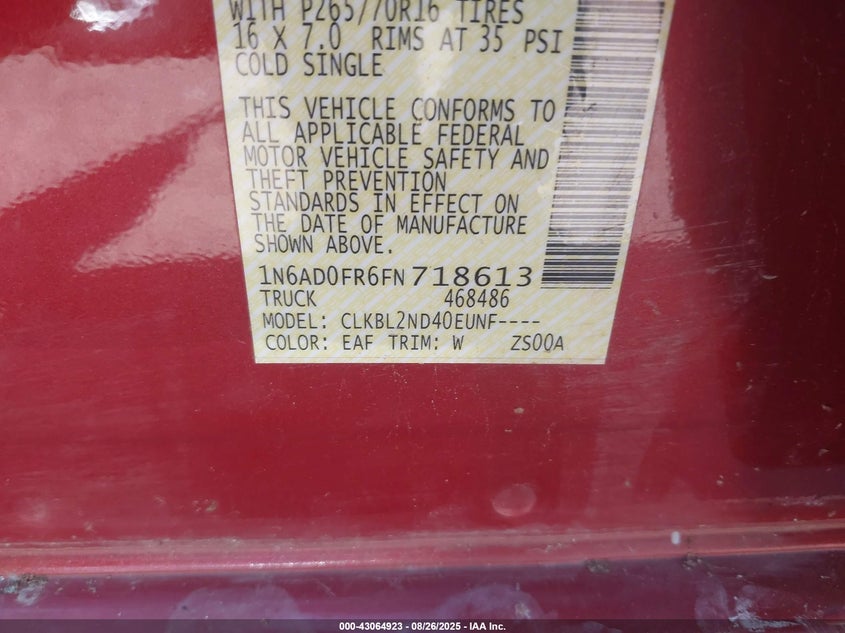 WITH P265/70R16 TIRES
16 X 7.0 RIMS AT 35 PSI
COLD SINGLE
THIS VEHICLE CONFORMS TO
ALL APPLICABLE FEDERAL
MOTOR VEHICLE SAFETY AND
THEFT PREVENTION
STANDARDS IN EFFECT ON
THE DATE OF MANUFACTURE
SHOWN ABOVE.
1N6AD0FR6FN718613
TRUCK 468486
MODEL: CLKBL2ND40EUNF----
COLOR: EAF TRIM: W ZS00A
000-43064923 - 08/26/2025 - IAA Inc.